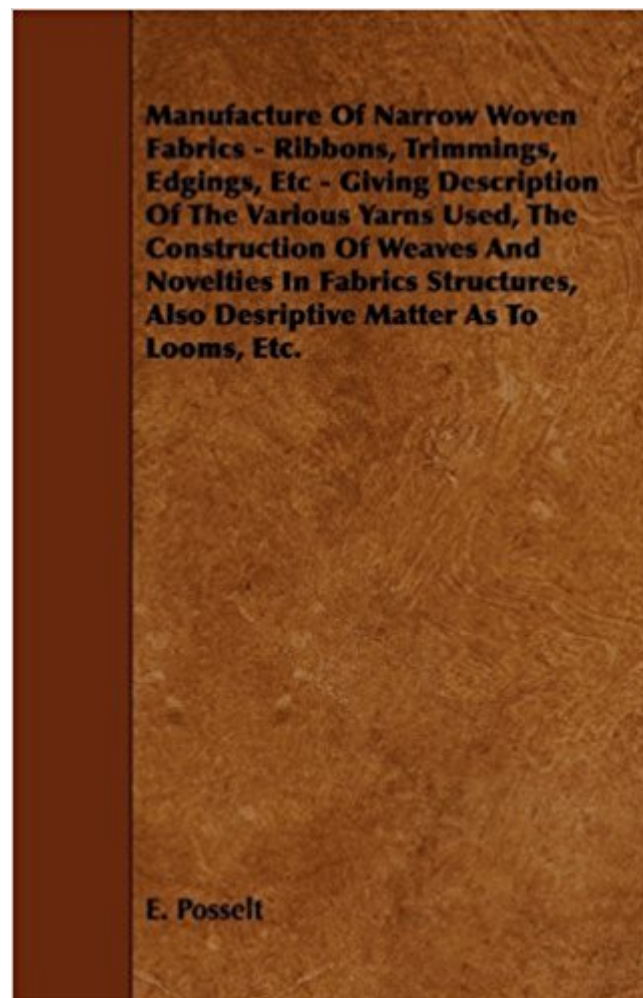 Manufacture Of Narrow Woven
Fabrics - Ribbons, Trimmings,
Edgings, Etc - Giving Description
Of The Various Yarns Used, The
Construction Of Weaves And
Novelties In Fabrics Structures,
Also Desriptive Matter As To
Looms, Etc.
E. Posselt